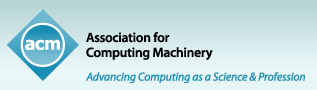 acm
Association for
Computing Machinery
Advancing Computing as a Science & Profession